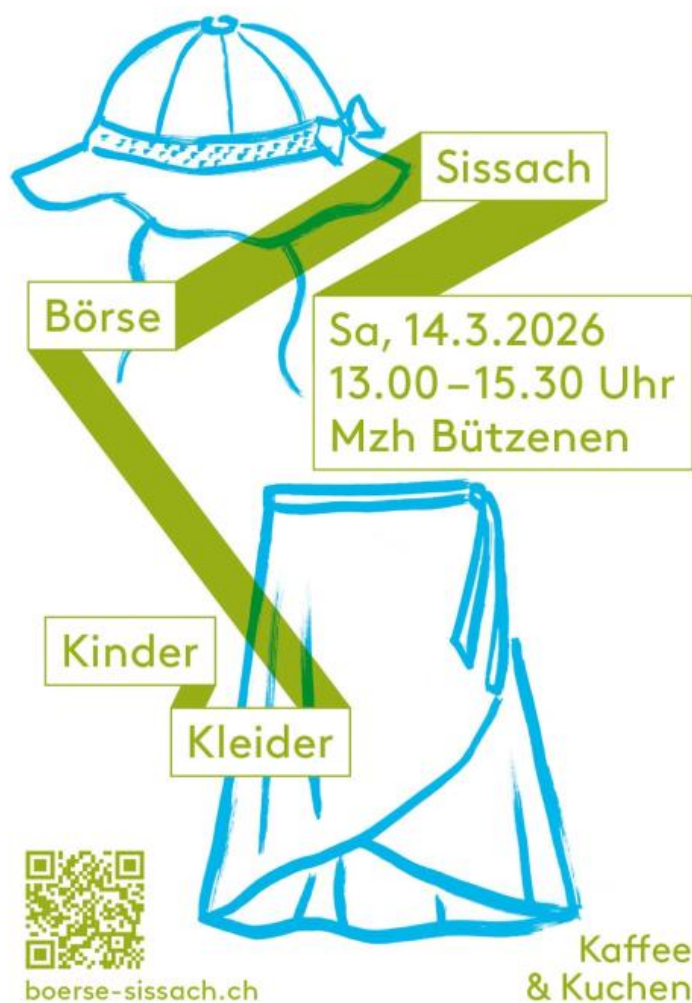 Kinder
Kleider
Börse
Sissach
Sa, 14.3.2026
13.00–15.30 Uhr
Mzh Bützenen
boerse-sissach.ch
Kaffee
& Kuchen